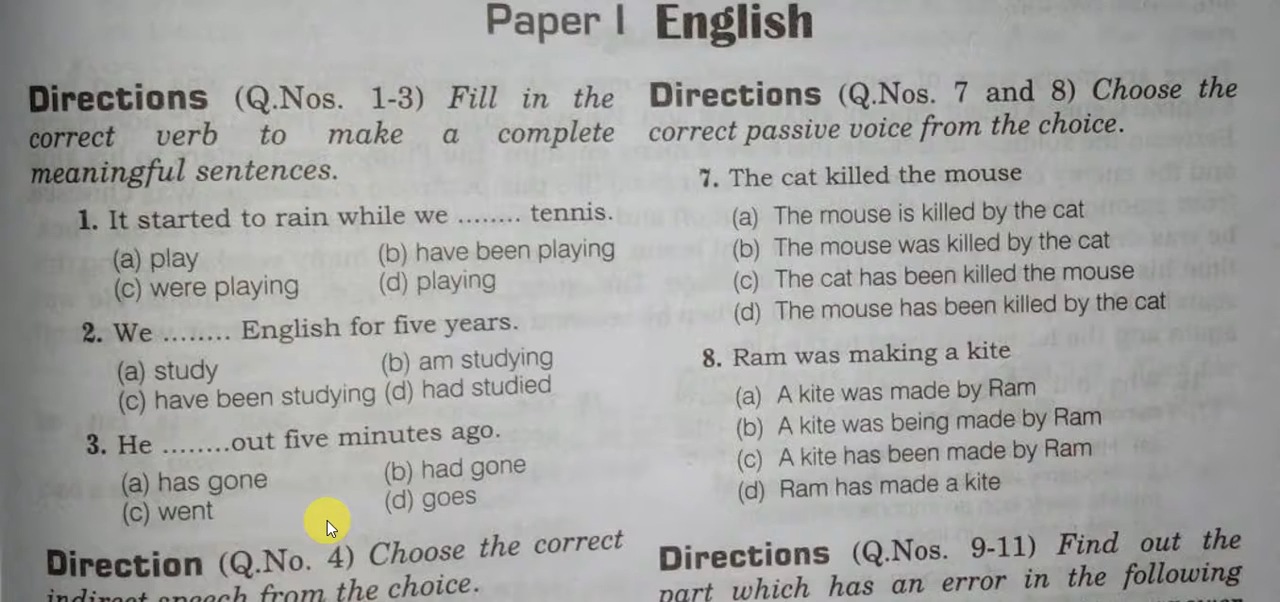 Paper I English
Directions (Q.Nos. 1-3) Fill in the
correct verb to make a complete
meaningful sentences.
1. It started to rain while we ........ tennis.
(a) play
(b) have been playing
(c) were playing
(d) playing
2. We ........ English for five years.
(a) study
(b) am studying
(c) have been studying (d) had studied
3. He ........out five minutes ago.
(a) has gone
(b) had gone
(c) went
(d) goes
Direction (Q.No. 4) Choose the correct
indirect speech from the choice.
Directions (Q.Nos. 7 and 8) Choose the
correct passive voice from the choice.
7. The cat killed the mouse
(a) The mouse is killed by the cat
(b) The mouse was killed by the cat
(c) The cat has been killed the mouse
(d) The mouse has been killed by the cat
8. Ram was making a kite
(a) A kite was made by Ram
(b) A kite was being made by Ram
(c) A kite has been made by Ram
(d) Ram has made a kite
Directions (Q.Nos. 9-11) Find out the
part which has an error in the following